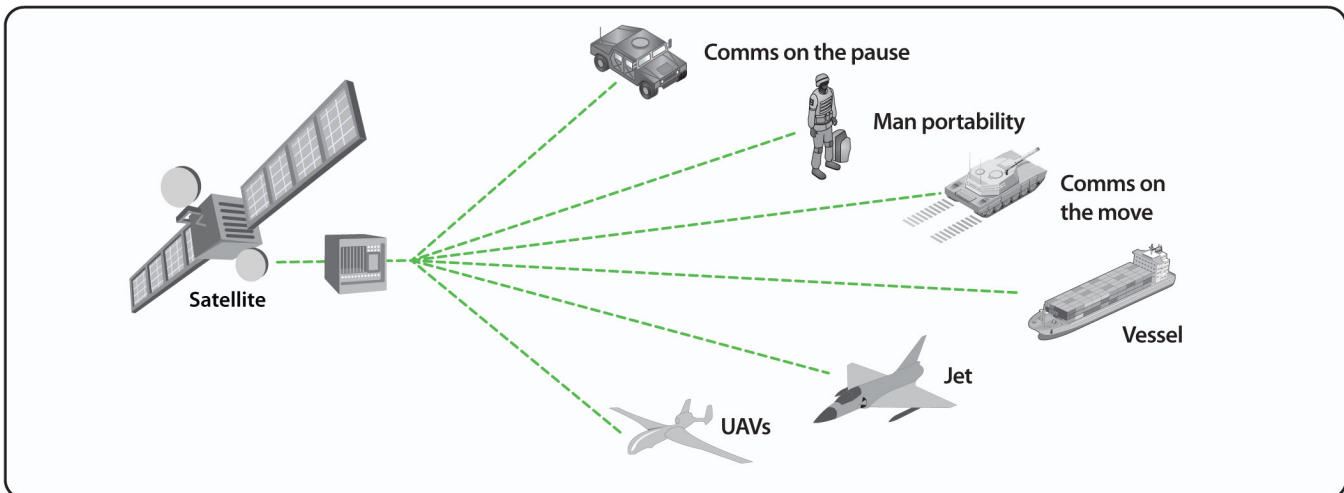 Comms on the pause
Man portability
Comms on
the move
Satellite
Vessel
Jet
UAVs